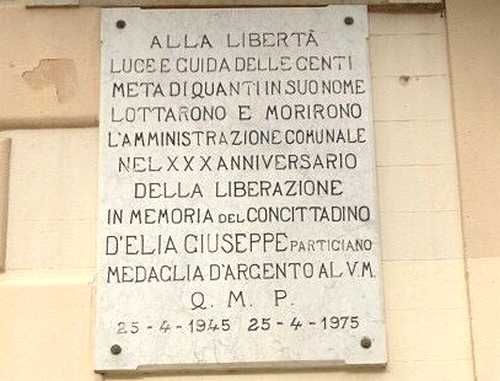 ALLA LIBERTÀ
LUCE E GUIDA DELLE GENTI
META DI QUANTI IN SUO NOME
LOTTARONO E MORIRONO
L'AMMINISTRAZIONE COMUNALE
NEL XXX ANNIVERSARIO
DELLA LIBERAZIONE
IN MEMORIA DEL CONCITTADINO
D'ELIA GIUSEPPE PARTIGIANO
MEDAGLIA D'ARGENTO AL V.M.
Q. M. P.
25-4-1945 25-4-1975